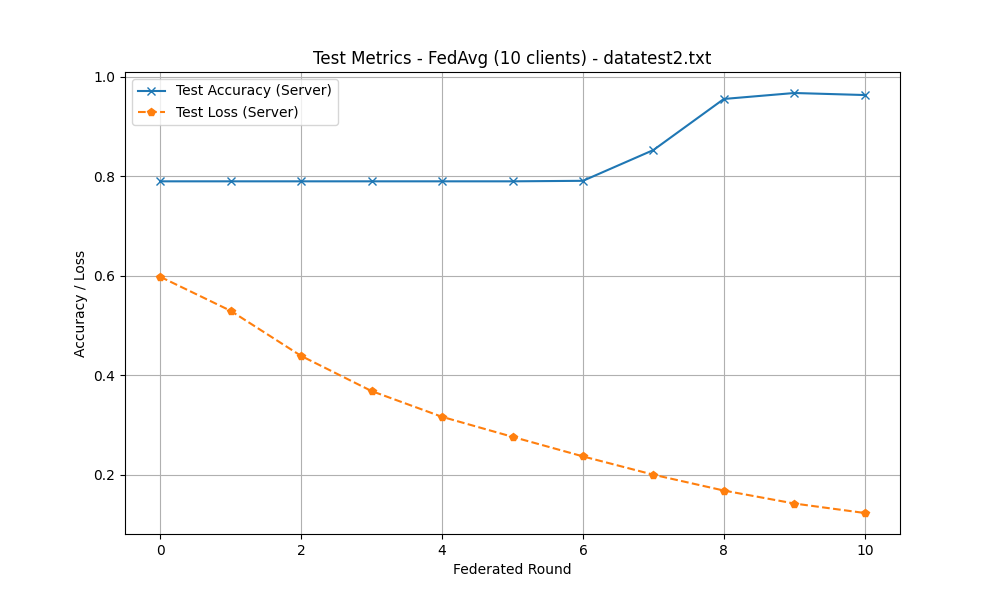 Test Metrics - FedAvg (10 clients) - datatest2.txt
Test Accuracy (Server)
Test Loss (Server)
Accuracy / Loss
1.0
0.8
0.6
0.4
0.2
0 2 4 6 8 10
Federated Round